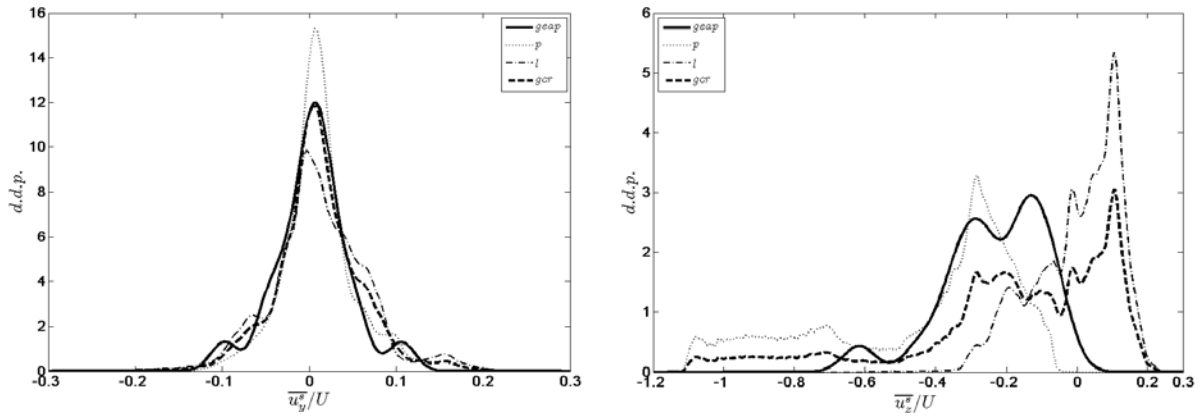 16
14
12
10
8
6
4
2
0
d.d.p.
-0.3 -0.2 -0.1 0 0.1 0.2 0.3
$\overline{u_y^s}/U$
geap
p
l
gcr
6
5
4
3
2
1
0
d.d.p.
-1.2 -1 -0.8 -0.6 -0.4 -0.2 0 0.2 0.3
$\overline{u_z^s}/U$
geap
p
l
gcr